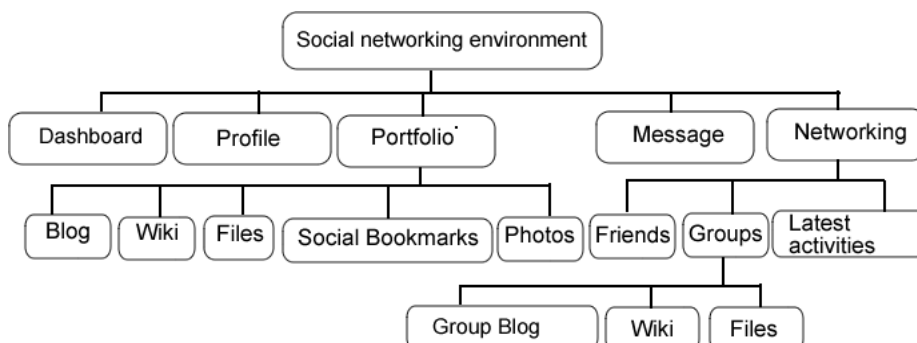 Social networking environment
Dashboard
Profile
Portfolio
Message
Networking
Blog
Wiki
Files
Social Bookmarks
Photos
Friends
Groups
Latest
activities
Group Blog
Wiki
Files